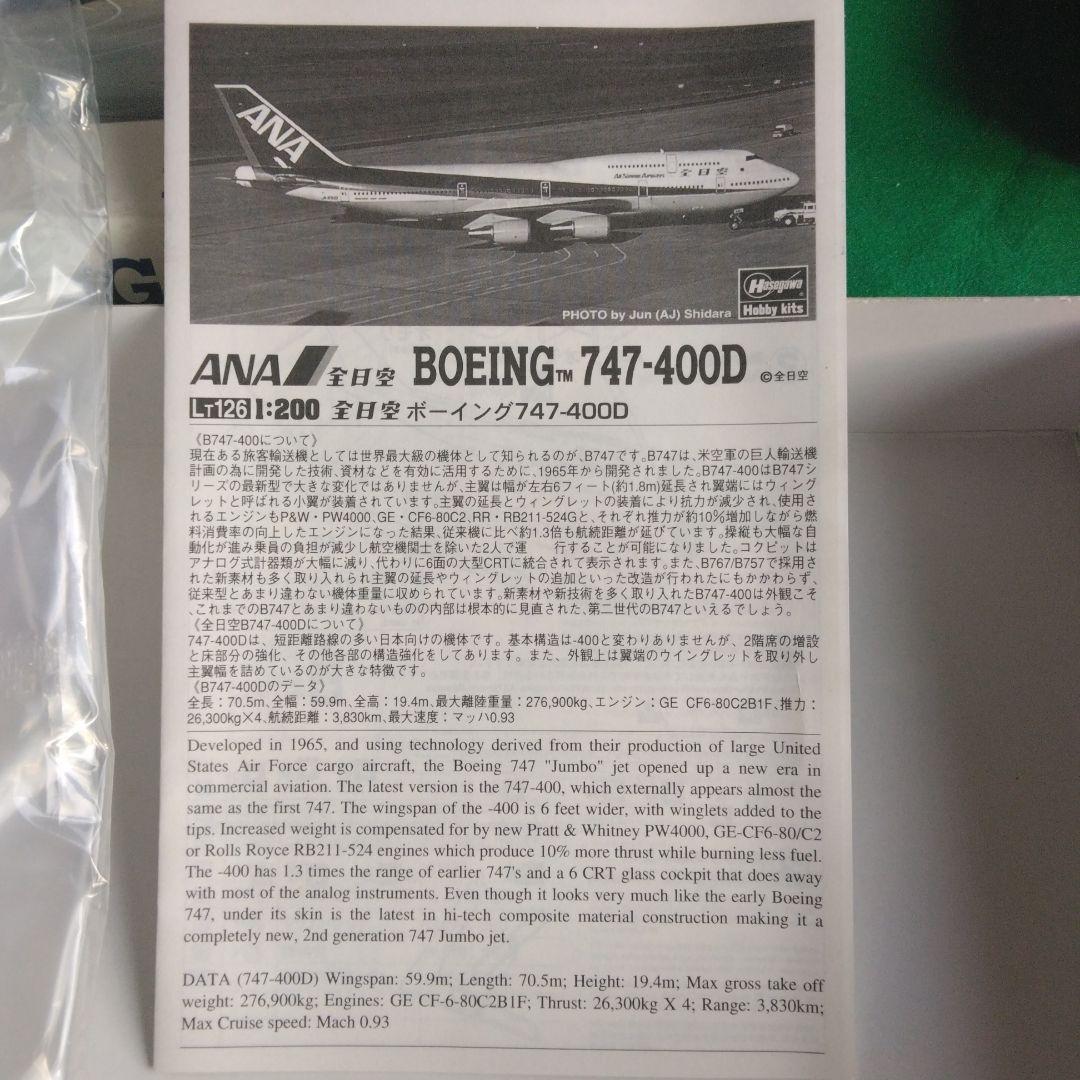 ANA
All Nippon Airways
全日空
Hasegawa
Hobby kits
PHOTO by Jun (AJ) Shidara
G
ANA 全日空 BOEING™ 747-400D ©全日空
LT126 1:200 全日空 ボーイング747-400D
《B747-400について》
現在ある旅客輸送機としては世界最大級の機体として知られるのが、B747です。B747は、米空軍の巨人輸送機
計画の為に開発した技術、資材などを有効に活用するために、1965年から開発されました。B747-400はB747シ
リーズの最新型で大きな変化ではありませんが、主翼は幅が左右6フィート(約1.8m)延長され翼端にはウィング
レットと呼ばれる小翼が装着されています。主翼の延長とウィングレットの装着により抗力が減少され、使用さ
れるエンジンもP&W・PW4000、GE・CF6-80C2、RR・RB211-524Gと、それぞれ推力が約10%増加しながら燃
料消費率の向上したエンジンになった結果、従来機に比べ約1.3倍も航続距離が延びています。操縦も大幅な自
動化が進み乗員の負担が減少し航空機関士を除いた2人で運 行することが可能になりました。コクピットは
アナログ式計器類が大幅に減り、代わりに6面の大型CRTに統合されて表示されます。また、B767/B757で採用さ
れた新素材も多く取り入れられ主翼の延長やウィングレットの追加といった改造が行われたにもかかわらず、
従来型とあまり違わない機体重量に収められています。新素材や新技術を多く取り入れたB747-400は外観こそ
、これまでのB747とあまり違わないものの内部は根本的に見直された、第二世代のB747といえるでしょう。
《全日空B747-400Dについて》
747-400Dは、短距離路線の多い日本向けの機体です。基本構造は-400と変わりありませんが、2階席の増設
と床部分の強化、その他各部の構造強化をしてあります。また、外観上は翼端のウイングレットを取り外し
主翼幅を詰めているのが大きな特徴です。
《B747-400Dのデータ》
全長：70.5m、全幅：59.9m、全高：19.4m、最大離陸重量：276,900kg、エンジン：GE CF6-80C2B1F、推力：
26,300kg×4、航続距離：3,830km、最大速度：マッハ0.93
Developed in 1965, and using technology derived from their production of large United
States Air Force cargo aircraft, the Boeing 747 "Jumbo" jet opened up a new era in
commercial aviation. The latest version is the 747-400, which externally appears almost the
same as the first 747. The wingspan of the -400 is 6 feet wider, with winglets added to the
tips. Increased weight is compensated for by new Pratt & Whitney PW4000, GE-CF6-80/C2
or Rolls Royce RB211-524 engines which produce 10% more thrust while burning less fuel.
The -400 has 1.3 times the range of earlier 747's and a 6 CRT glass cockpit that does away
with most of the analog instruments. Even though it looks very much like the early Boeing
747, under its skin is the latest in hi-tech composite material construction making it a
completely new, 2nd generation 747 Jumbo jet.
DATA (747-400D) Wingspan: 59.9m; Length: 70.5m; Height: 19.4m; Max gross take off
weight: 276,900kg; Engines: GE CF-6-80C2B1F; Thrust: 26,300kg X 4; Range: 3,830km;
Max Cruise speed: Mach 0.93